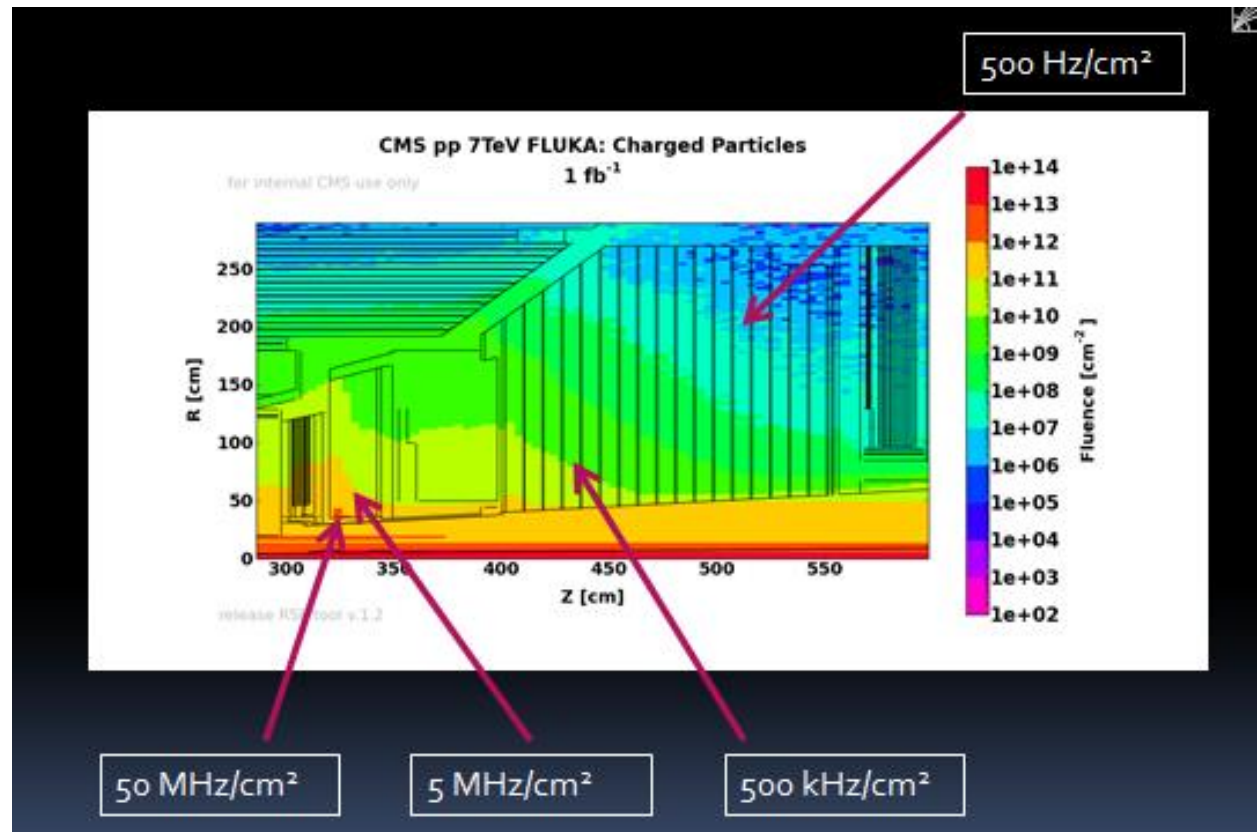 500 Hz/cm²
CMS pp 7TeV FLUKA: Charged Particles
1 fb⁻¹
for internal CMS use only
1e+14
1e+13
1e+12
1e+11
1e+10
1e+09
1e+08
1e+07
1e+06
1e+05
1e+04
1e+03
1e+02
Fluence [cm⁻²]
250
200
150
100
50
0
R [cm]
300
350
400
450
500
550
Z [cm]
release v.1.2
50 MHz/cm²
5 MHz/cm²
500 kHz/cm²